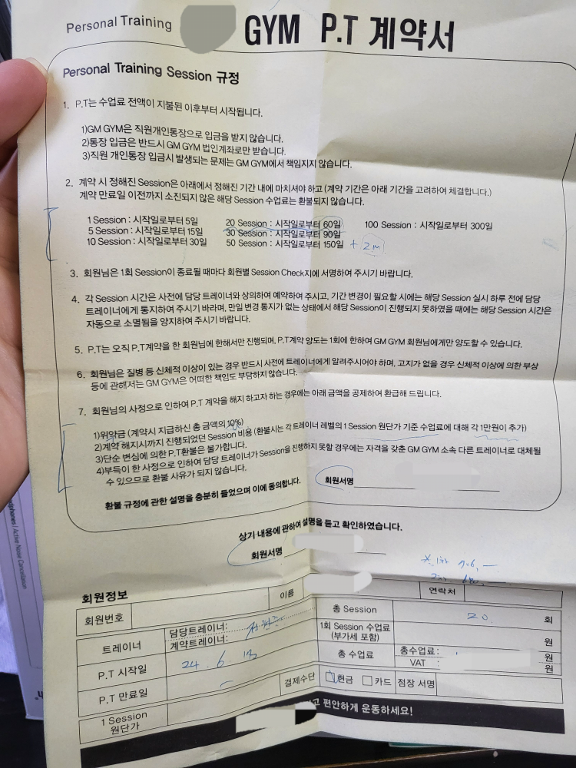 Personal Training GYM P.T 계약서
Personal Training Session 규정
1. P.T는 수업료 전액이 지불된 이후부터 시작됩니다.
1)GM GYM은 직원개인통장으로 입금을 받지 않습니다.
2)통장 입금은 반드시 GM GYM 법인계좌로만 받습니다.
3)직원 개인통장 입금시 발생되는 문제는 GM GYM에서 책임지지 않습니다.
2. 계약 시 정해진 Session은 아래에서 정해진 기간 내에 마치셔야 하고 (계약 기간은 아래 기간을 고려하여 체결합니다.)
계약 만료일 이전까지 소진되지 않은 해당 Session 수업료는 환불되지 않습니다.
1 Session : 시작일로부터 5일 20 Session : 시작일로부터 60일 100 Session : 시작일로부터 300일
5 Session : 시작일로부터 15일 30 Session : 시작일로부터 90일
10 Session : 시작일로부터 30일 50 Session : 시작일로부터 150일 + 2m
3. 회원님은 1회 Session이 종료될 때마다 회원별 Session Check지에 서명하여 주시기 바랍니다.
4. 각 Session 시간은 사전에 담당 트레이너와 상의하여 예약하여 주시고, 기간 변경이 필요할 시에는 해당 Session 실시 하루 전에 담당
트레이너에게 통지하여 주시기 바라며, 만일 변경 통지가 없는 상태에서 해당 Session이 진행되지 못하였을 때에는 해당 Session 시간은
자동으로 소멸됨을 양지하여 주시기 바랍니다.
5. P.T는 오직 P.T계약을 한 회원님에 한해서만 진행되며, P.T계약 양도는 1회에 한하여 GM GYM 회원님에게만 양도할 수 있습니다.
6. 회원님은 질병 등 신체적 이상이 있는 경우 반드시 사전에 트레이너에게 알려주시어야 하며, 고지가 없을 경우 신체적 이상에 의한 부상
등에 관해서는 GM GYM은 어떠한 책임도 부담하지 않습니다.
7. 회원님의 사정으로 인하여 P.T 계약을 해지 하고자 하는 경우에는 아래 금액을 공제하여 환급해 드립니다.
1)위약금 (계약시 지급하신 총 금액의 10%)
2)계약 해지시까지 진행되었던 Session 비용 (환불시는 각 트레이너 레벨의 1 Session 원단가 기준 수업료에 대해 각 1만원이 추가)
3)단순 변심에 의한 P.T환불은 불가합니다.
4)부득이 한 사정으로 인하여 담당 트레이너가 Session을 진행하지 못할 경우에는 자격을 갖춘 GM GYM 소속 다른 트레이너로 대체될
수 있으므로 환불 사유가 되지 않습니다.
환불 규정에 관한 설명을 충분히 들었으며 이에 동의합니다. 회원서명
상기 내용에 관하여 설명을 듣고 확인하였습니다.
회원서명
회원정보
회원번호 이름 연락처
트레이너 담당트레이너: 총 Session 20 회
계약트레이너: 1회 Session 수업료 (부가세 포함) 원
P.T 시작일 24 6 13 총 수업료 총수업료 : 원
VAT : 원
P.T 만료일 결제수단 현금 카드 점장 서명
1 Session 원단가
고 편안하게 운동하세요!